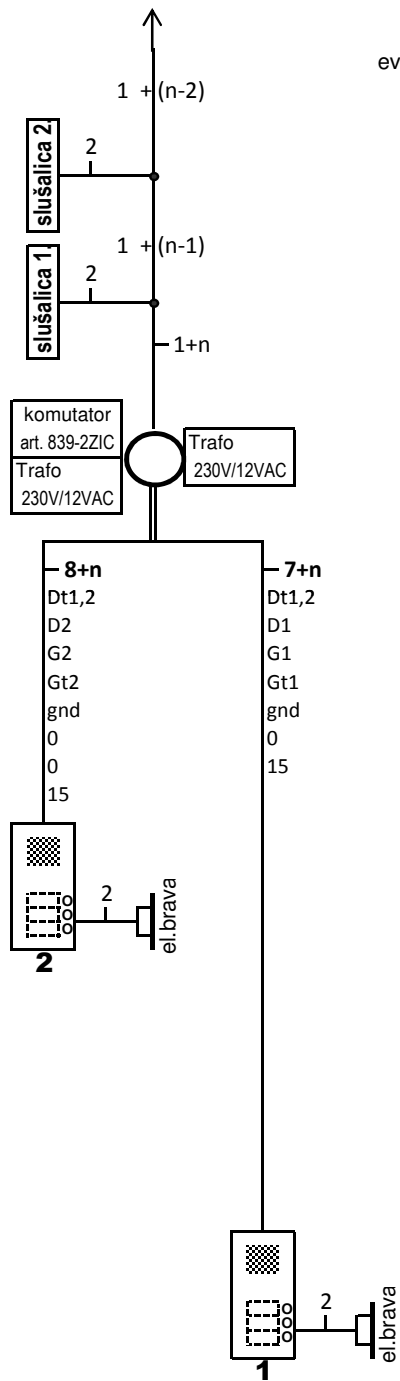 ev
1 + (n-2)
slušalica 2.
2
1 + (n-1)
slušalica 1.
2
1+n
komutator
art. 839-2ZIC
Trafo
230V/12VAC
Trafo
230V/12VAC
8+n
Dt1,2
D2
G2
Gt2
gnd
0
0
15
7+n
Dt1,2
D1
G1
Gt1
gnd
0
15
2
el.brava
2
2
el.brava
1